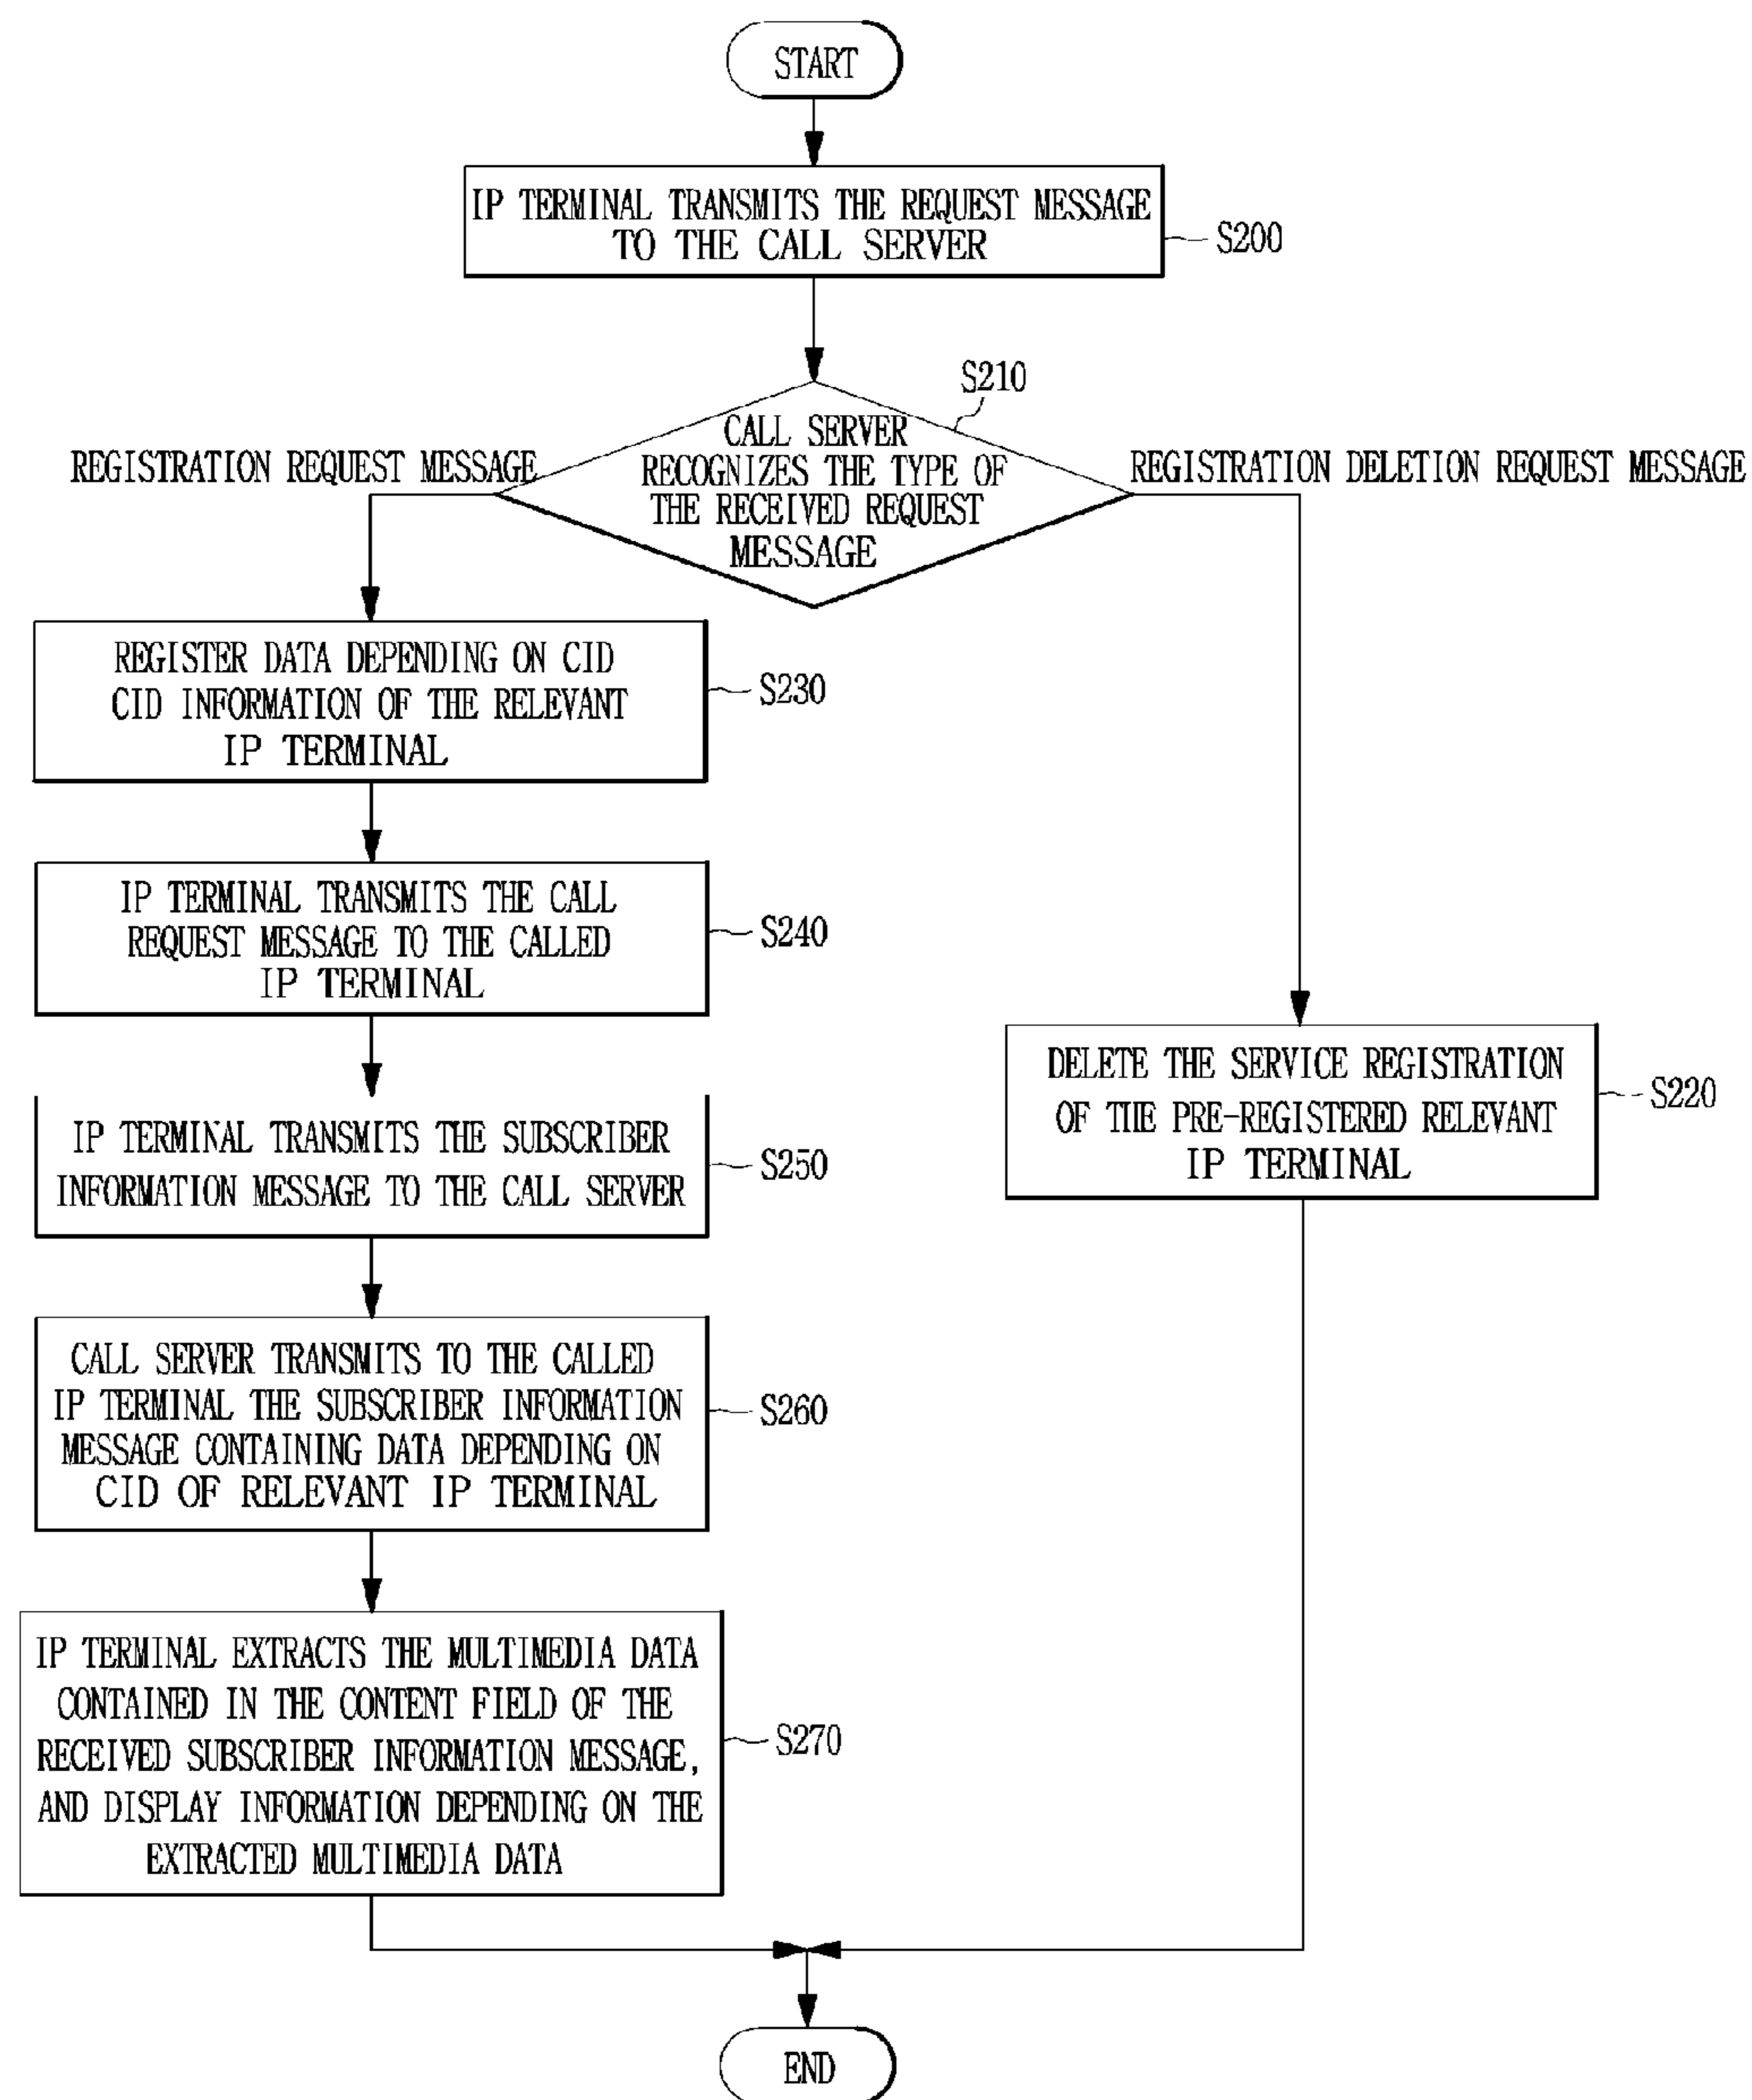 START
IP TERMINAL TRANSMITS THE REQUEST MESSAGE
TO THE CALL SERVER
S200
S210
CALL SERVER
RECOGNIZES THE TYPE OF
THE RECEIVED REQUEST
MESSAGE
REGISTRATION REQUEST MESSAGE
REGISTRATION DELETION REQUEST MESSAGE
REGISTER DATA DEPENDING ON CID
CID INFORMATION OF THE RELEVANT
IP TERMINAL
S230
IP TERMINAL TRANSMITS THE CALL
REQUEST MESSAGE TO THE CALLED
IP TERMINAL
S240
DELETE THE SERVICE REGISTRATION
OF THE PRE-REGISTERED RELEVANT
IP TERMINAL
S220
IP TERMINAL TRANSMITS THE SUBSCRIBER
INFORMATION MESSAGE TO THE CALL SERVER
S250
CALL SERVER TRANSMITS TO THE CALLED
IP TERMINAL THE SUBSCRIBER INFORMATION
MESSAGE CONTAINING DATA DEPENDING ON
CID OF RELEVANT IP TERMINAL
S260
IP TERMINAL EXTRACTS THE MULTIMEDIA DATA
CONTAINED IN THE CONTENT FIELD OF THE
RECEIVED SUBSCRIBER INFORMATION MESSAGE,
AND DISPLAY INFORMATION DEPENDING ON THE
EXTRACTED MULTIMEDIA DATA
S270
END